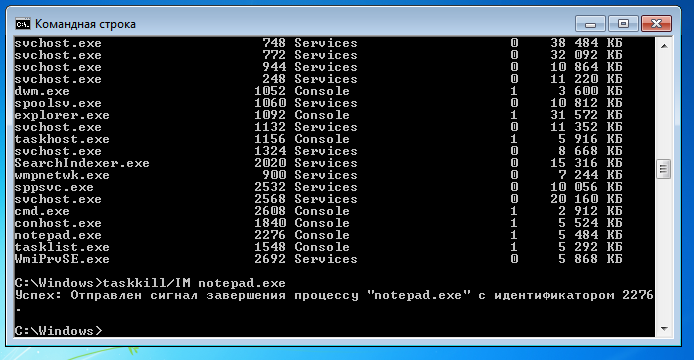 Командная строка
svchost.exe 748 Services 0 38 484 КБ
svchost.exe 772 Services 0 32 092 КБ
svchost.exe 944 Services 0 10 864 КБ
svchost.exe 248 Services 0 11 220 КБ
dwm.exe 1052 Console 1 3 600 КБ
spoolsv.exe 1060 Services 0 10 812 КБ
explorer.exe 1092 Console 1 31 572 КБ
svchost.exe 1132 Services 0 11 352 КБ
taskhost.exe 1156 Console 1 5 916 КБ
svchost.exe 1324 Services 0 8 668 КБ
SearchIndexer.exe 2020 Services 0 15 316 КБ
wmpnetwk.exe 900 Services 0 7 244 КБ
sppsvc.exe 2532 Services 0 10 056 КБ
svchost.exe 2568 Services 0 20 160 КБ
cmd.exe 2608 Console 1 2 912 КБ
conhost.exe 1840 Console 1 5 524 КБ
notepad.exe 2276 Console 1 5 484 КБ
tasklist.exe 1548 Console 1 5 292 КБ
WmiPrvSE.exe 2692 Services 0 5 868 КБ
C:\Windows>taskkill/IM notepad.exe
Успех: Отправлен сигнал завершения процессу "notepad.exe" с идентификатором 2276
.
C:\Windows>